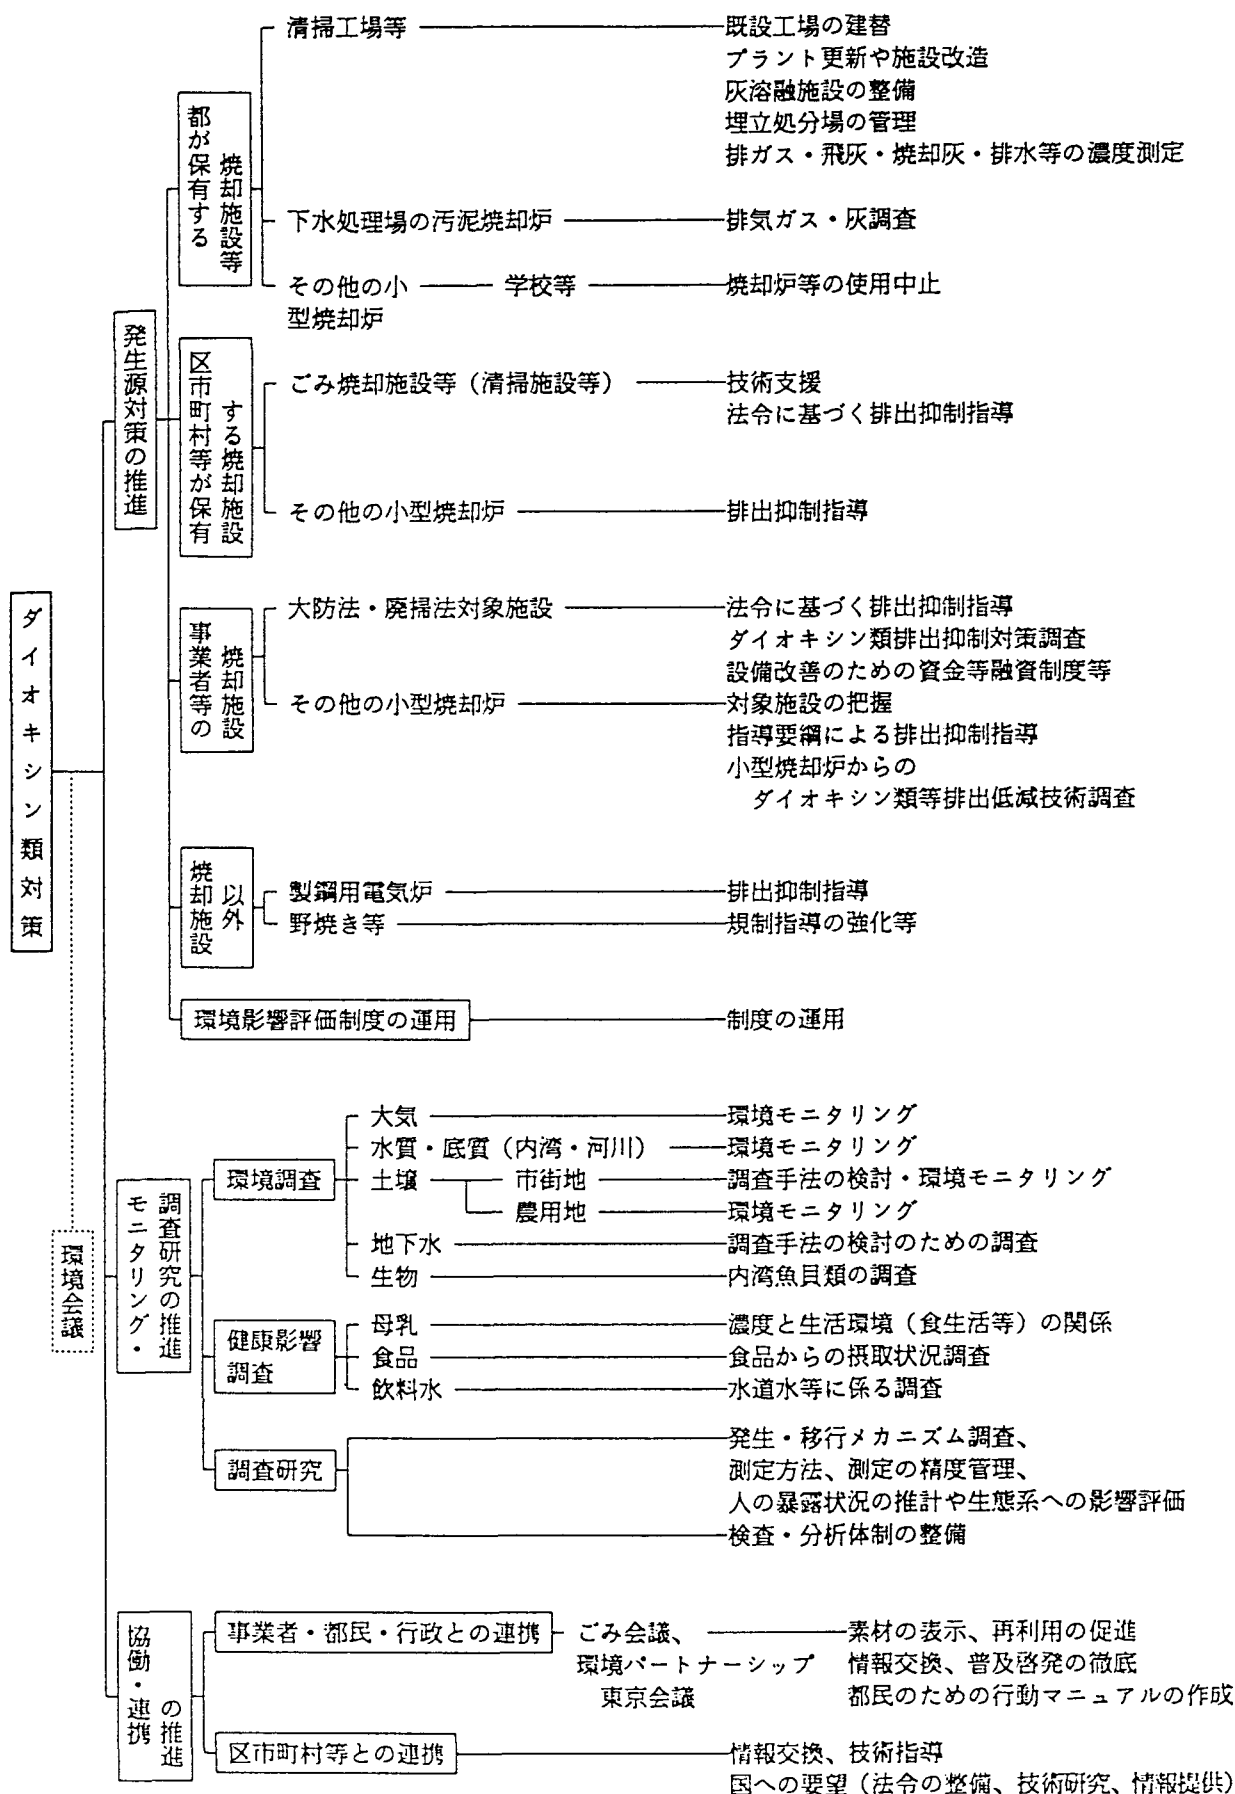 ダイオキシン類対策
環境会議
発生源対策の推進
都が保有する
焼却施設等
清掃工場等
既設工場の建替
プラント更新や施設改造
灰溶融施設の整備
埋立処分場の管理
排ガス・飛灰・焼却灰・排水等の濃度測定
下水処理場の汚泥焼却炉
排気ガス・灰調査
その他の小
型焼却炉
学校等
焼却炉等の使用中止
区市町村等が保有
する焼却施設
ごみ焼却施設等（清掃施設等）
技術支援
法令に基づく排出抑制指導
その他の小型焼却炉
排出抑制指導
事業者等の
焼却施設
大防法・廃掃法対象施設
法令に基づく排出抑制指導
ダイオキシン類排出抑制対策調査
設備改善のための資金等融資制度等
その他の小型焼却炉
対象施設の把握
指導要綱による排出抑制指導
小型焼却炉からの
ダイオキシン類等排出低減技術調査
焼却施設
以外
製鋼用電気炉
排出抑制指導
野焼き等
規制指導の強化等
環境影響評価制度の運用
制度の運用
モニタリング・
調査研究の推進
環境調査
大気
環境モニタリング
水質・底質（内湾・河川）
環境モニタリング
土壌
市街地
調査手法の検討・環境モニタリング
農用地
環境モニタリング
地下水
調査手法の検討のための調査
生物
内湾魚貝類の調査
健康影響
調査
母乳
濃度と生活環境（食生活等）の関係
食品
食品からの摂取状況調査
飲料水
水道水等に係る調査
調査研究
発生・移行メカニズム調査、
測定方法、測定の精度管理、
人の暴露状況の推計や生態系への影響評価
検査・分析体制の整備
協働・連携
の推進
事業者・都民・行政との連携
ごみ会議、
環境パートナーシップ
東京会議
素材の表示、再利用の促進
情報交換、普及啓発の徹底
都民のための行動マニュアルの作成
区市町村等との連携
情報交換、技術指導
国への要望（法令の整備、技術研究、情報提供）